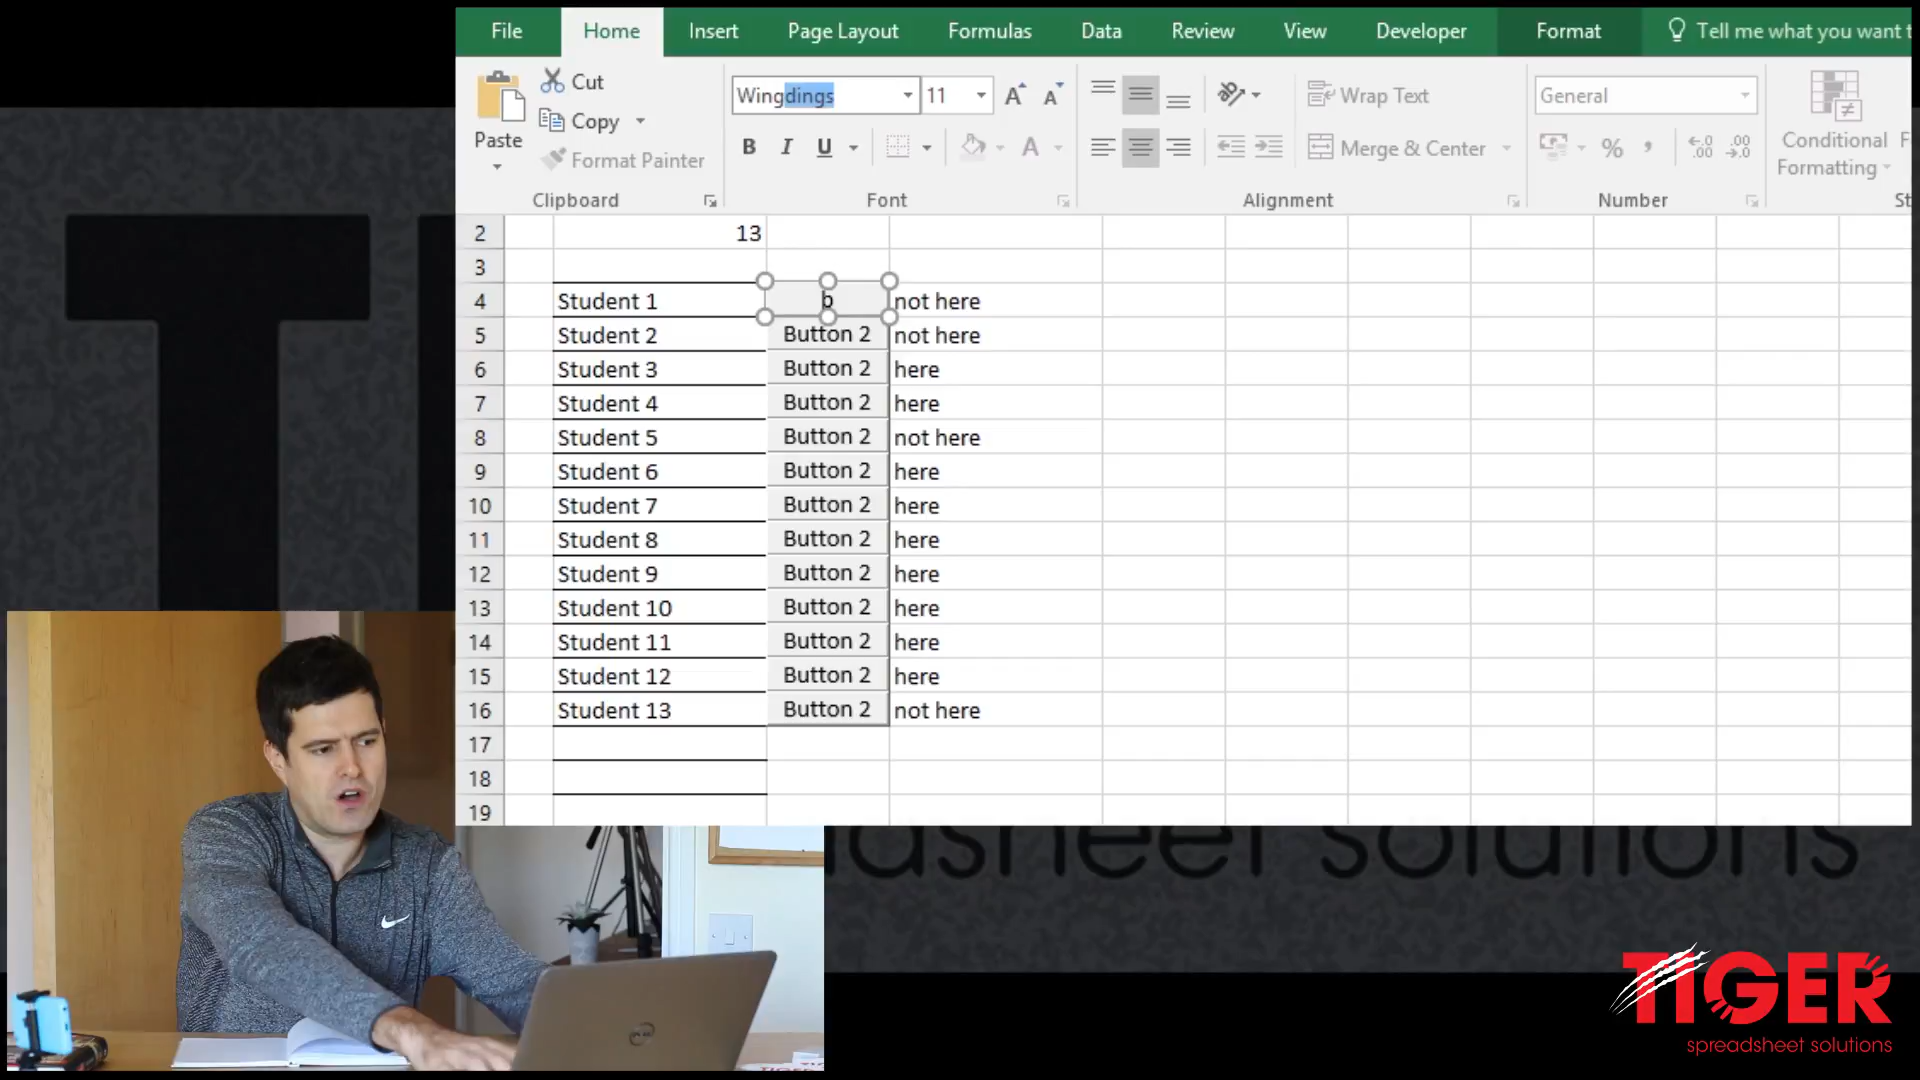 File Home Insert Page Layout Formulas Data Review View Developer Format Tell me what you want t
Cut
Copy
Format Painter
Paste
Clipboard
Wingdings 11
B I U
Font
Wrap Text
Merge & Center
Alignment
General
%
Number
Conditional
Formatting
2 13
3
4 Student 1 b not here
5 Student 2 Button 2 not here
6 Student 3 Button 2 here
7 Student 4 Button 2 here
8 Student 5 Button 2 not here
9 Student 6 Button 2 here
10 Student 7 Button 2 here
11 Student 8 Button 2 here
12 Student 9 Button 2 here
13 Student 10 Button 2 here
14 Student 11 Button 2 here
15 Student 12 Button 2 here
16 Student 13 Button 2 not here
17
18
19
solutions
TIGER
spreadsheet solutions